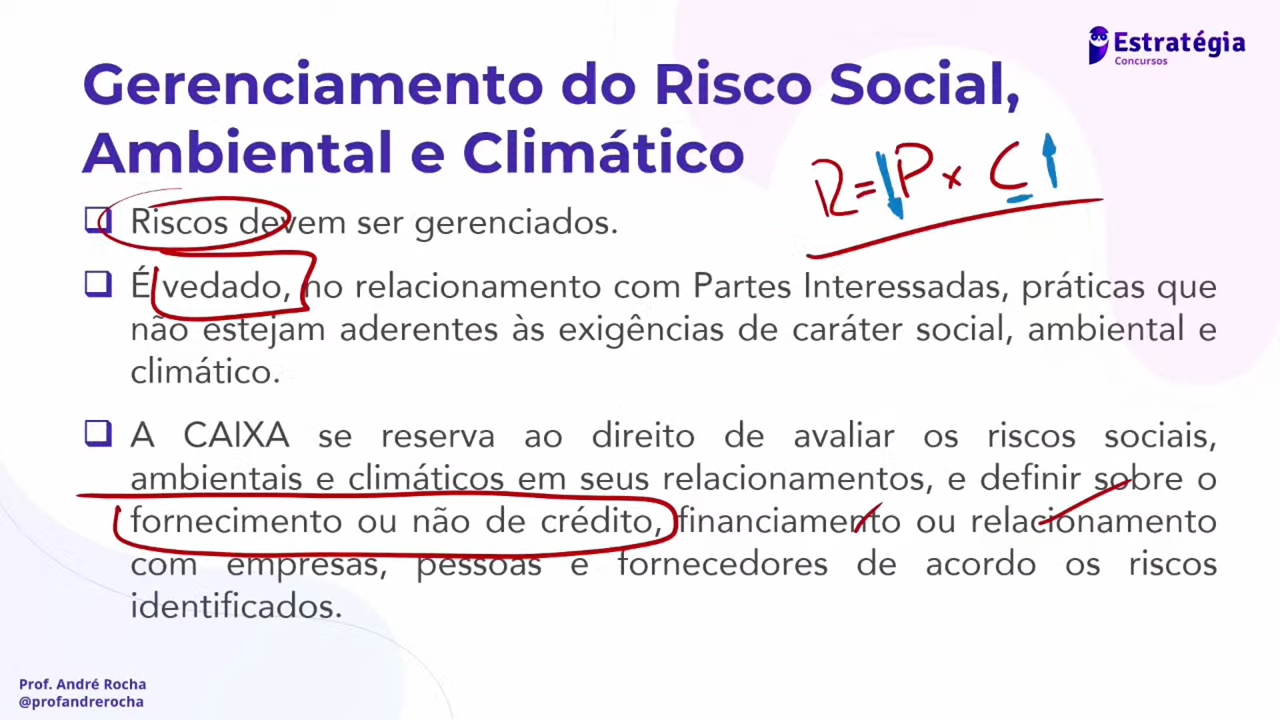 Estratégia
Concursos
Gerenciamento do Risco Social,
Ambiental e Climático
R = P x C
Riscos devem ser gerenciados.
É vedado, no relacionamento com Partes Interessadas, práticas que
não estejam aderentes às exigências de caráter social, ambiental e
climático.
A CAIXA se reserva ao direito de avaliar os riscos sociais,
ambientais e climáticos em seus relacionamentos, e definir sobre o
fornecimento ou não de crédito, financiamento ou relacionamento
com empresas, pessoas e fornecedores de acordo os riscos
identificados.
Prof. André Rocha
@profandrerocha